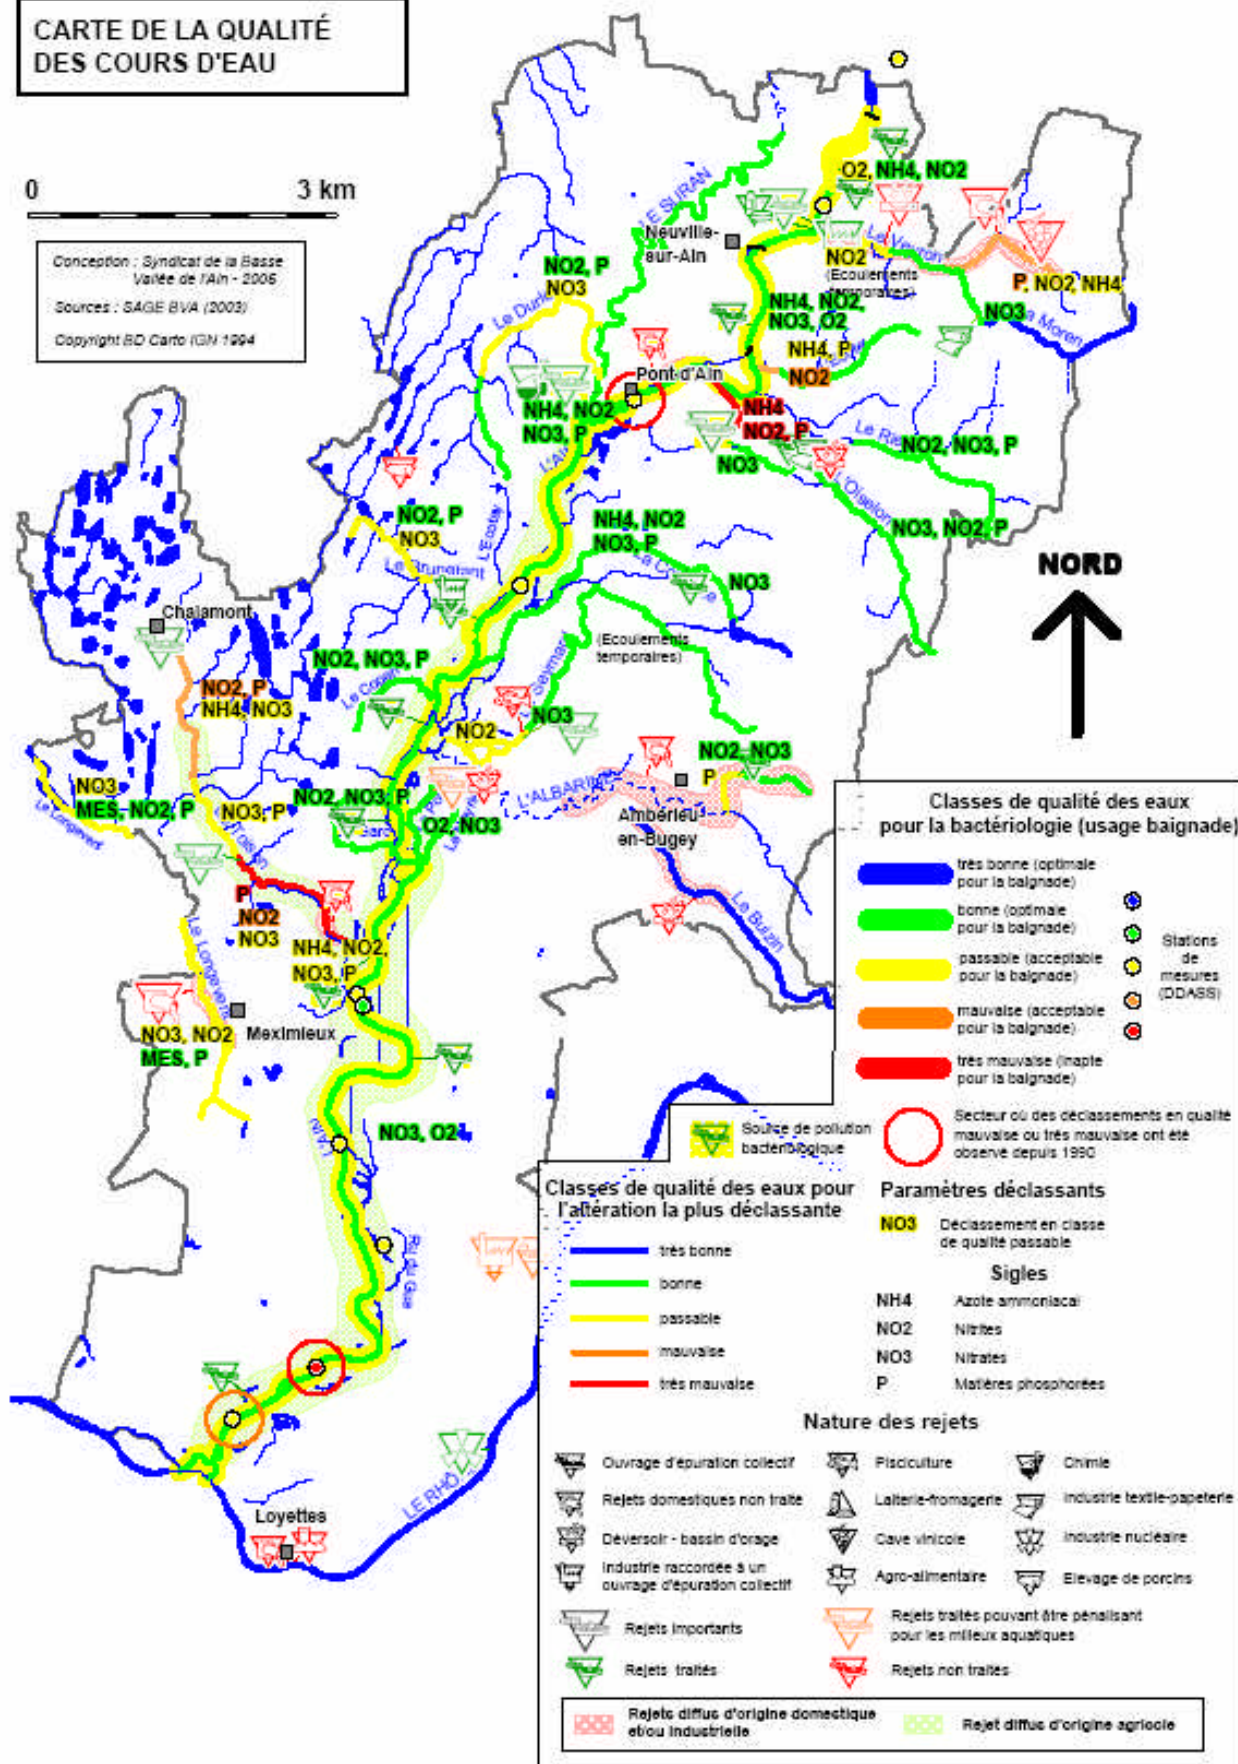 CARTE DE LA QUALITÉ
DES COURS D'EAU
0 3 km
Conception : Syndicat de la Basse
Vallée de l'Ain - 2006
Sources : SAGE BVA (2003)
Copyright BD Carto IGN 1994
O2, NH4, NO2
LE SURAN
Neuville-
sur-Ain
Le Veyron
NO2
(Ecoulements
temporaires)
P, NO2, NH4
NO2, P
NO3
NH4, NO2,
NO3, O2
NO3
NH4, P
NO2
Pont-d'Ain
NH4, NO2
NO3, P
NH4
NO2, P
NO3
NO2, NO3, P
L'Oiselon
NO3, NO2, P
NO2, P
NO3
L'Ecotay
NH4, NO2
NO3, P
NO3
NORD
Chalamont
(Ecoulements
temporaires)
NO2, NO3, P
NO2, P
NH4, NO3
NO2
NO3
NO2, NO3
P
L'ALBARINE
Ambérieu-
en-Bugey
Le Buizin
NO3
MES, NO2, P
Le Longevent
NO3, P
Toison
NO2, NO3, P
O2, NO3
P
NO2
NO3
NH4, NO2,
NO3, P
Le Longevent
NO3, NO2
MES, P
Meximieux
NO3, O2
L'AIN
Ru du Gue
LE RHÔ
Loyettes
Classes de qualité des eaux
pour la bactériologie (usage baignade)
très bonne (optimale
pour la baignade)
bonne (optimale
pour la baignade)
passable (acceptable
pour la baignade)
mauvaise (acceptable
pour la baignade)
très mauvaise (inapte
pour la baignade)
Stations
de
mesures
(DDASS)
Source de pollution
bactériologique
Secteur où des déclassements en qualité
mauvaise ou très mauvaise ont été
observé depuis 1990
Classes de qualité des eaux pour
l'altération la plus déclassante
très bonne
bonne
passable
mauvaise
très mauvaise
Paramètres déclassants
NO3 Déclassement en classe
de qualité passable
Sigles
NH4 Azote ammoniacal
NO2 Nitrites
NO3 Nitrates
P Matières phosphorées
Nature des rejets
Ouvrage d'épuration collectif
Pisciculture
Chimie
Rejets domestiques non traité
Laiterie-fromagerie
Industrie textile-papeterie
Déversoir - bassin d'orage
Cave vinicole
Industrie nucléaire
Industrie raccordée à un
ouvrage d'épuration collectif
Agro-alimentaire
Elevage de porcins
Rejets importants
Rejets traités pouvant être pénalisant
pour les milieux aquatiques
Rejets traités
Rejets non traités
Rejets diffus d'origine domestique
et/ou industrielle
Rejet diffus d'origine agricole